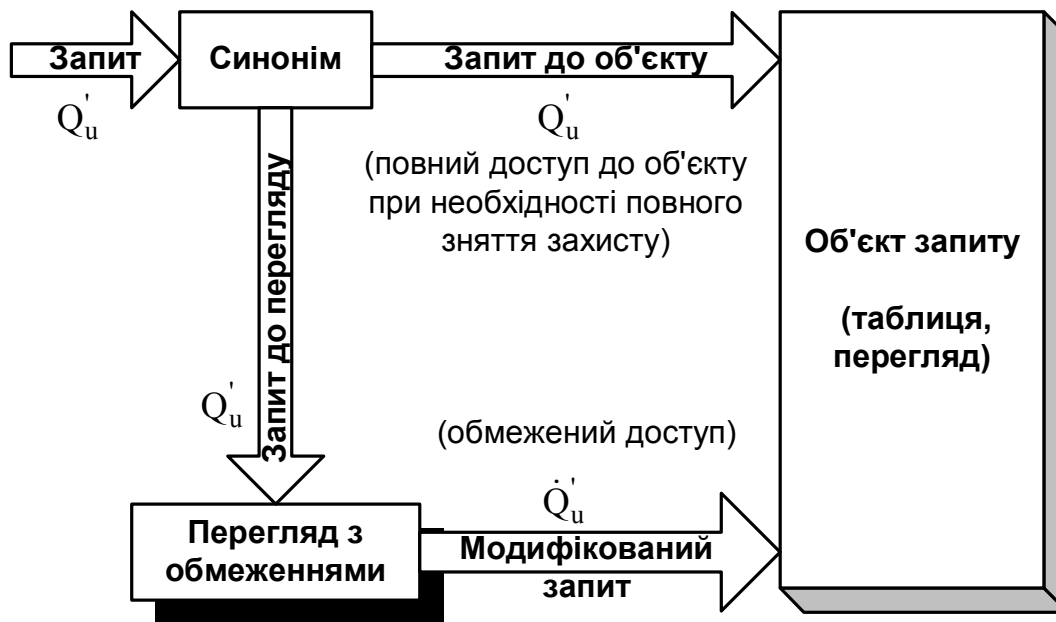 Запит
Синонім
Запит до об'єкту
Q'u
Q'u
(повний доступ до об'єкту
при необхідності повного
зняття захисту)
Об'єкт запиту
(таблиця,
перегляд)
Запит до перегляду
Q'u
(обмежений доступ)
Q̇'u
Перегляд з
обмеженнями
Модифікований
запит